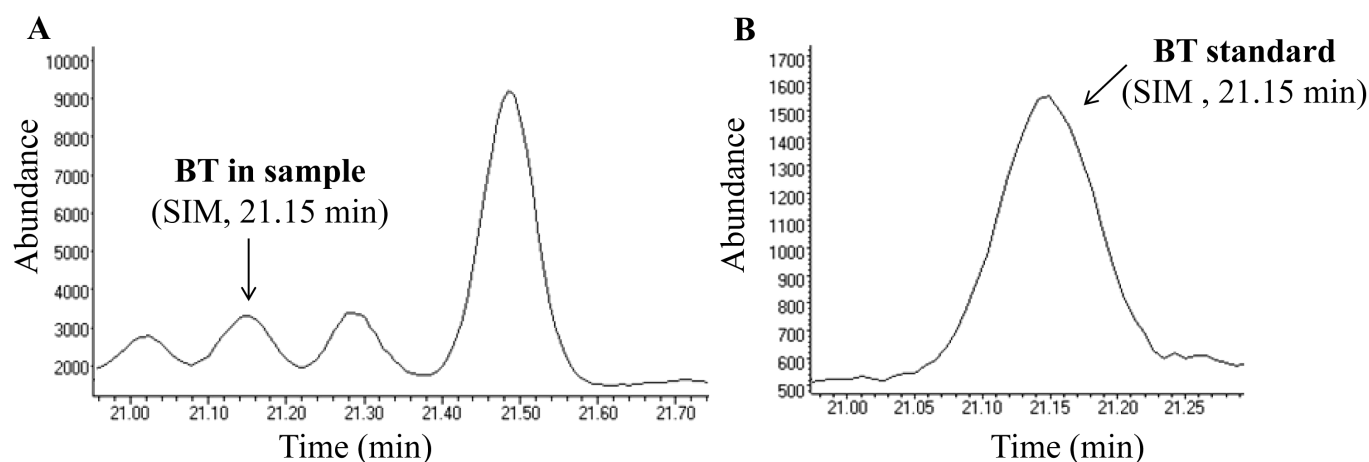 A
10000
9000
8000
7000
6000
5000
4000
3000
2000
Abundance
BT in sample
(SIM, 21.15 min)
21.00 21.10 21.20 21.30 21.40 21.50 21.60 21.70
Time (min)
B
1700
1600
1500
1400
1300
1200
1100
1000
900
800
700
600
500
Abundance
BT standard
(SIM , 21.15 min)
21.00 21.05 21.10 21.15 21.20 21.25
Time (min)